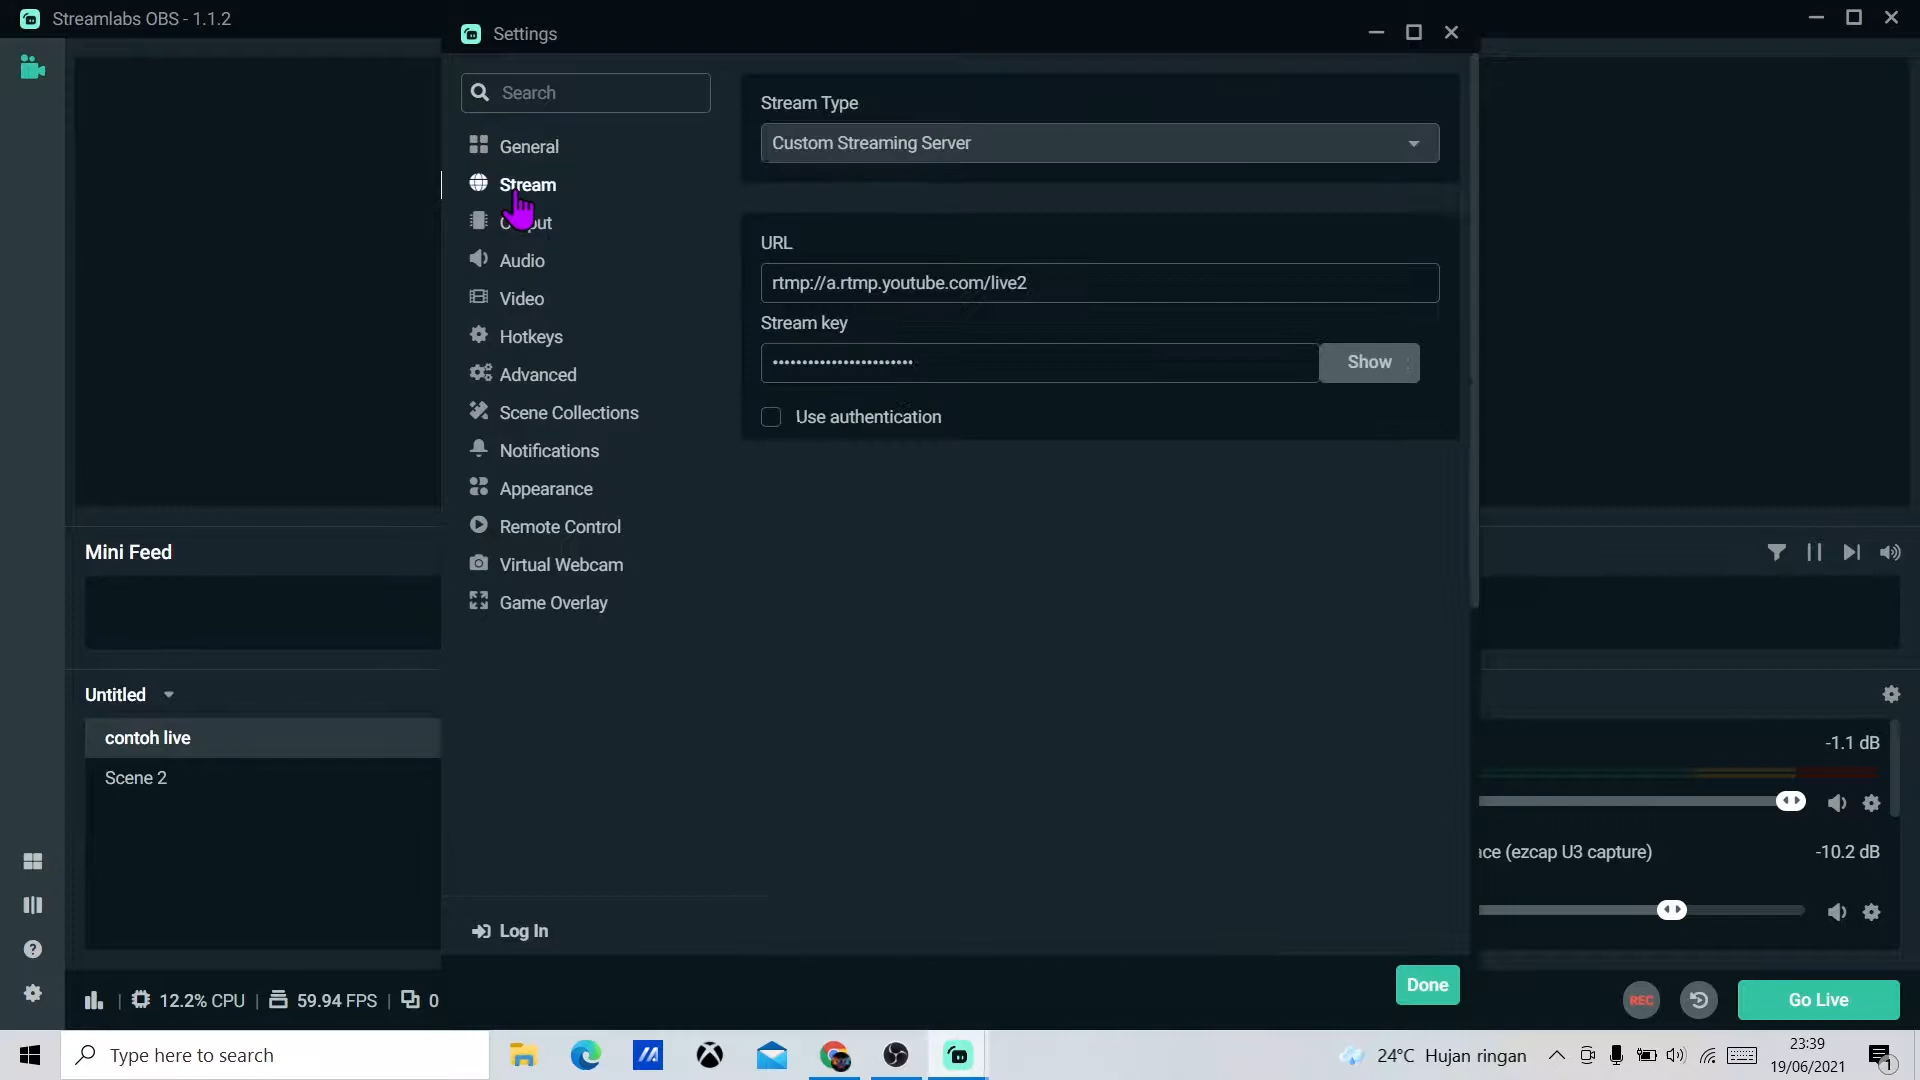 Streamlabs OBS - 1.1.2
Settings
Search
General
Stream
Output
Audio
Video
Hotkeys
Advanced
Scene Collections
Notifications
Appearance
Remote Control
Virtual Webcam
Game Overlay
Log In
Stream Type
Custom Streaming Server
URL
rtmp://a.rtmp.youtube.com/live2
Stream key
••••••••••••••••••••••••
Show
Use authentication
Done
Mini Feed
Untitled
contoh live
Scene 2
-1.1 dB
(ezcap U3 capture)
-10.2 dB
12.2% CPU
59.94 FPS
0
REC
Go Live
Type here to search
24°C Hujan ringan
23:39
19/06/2021
1